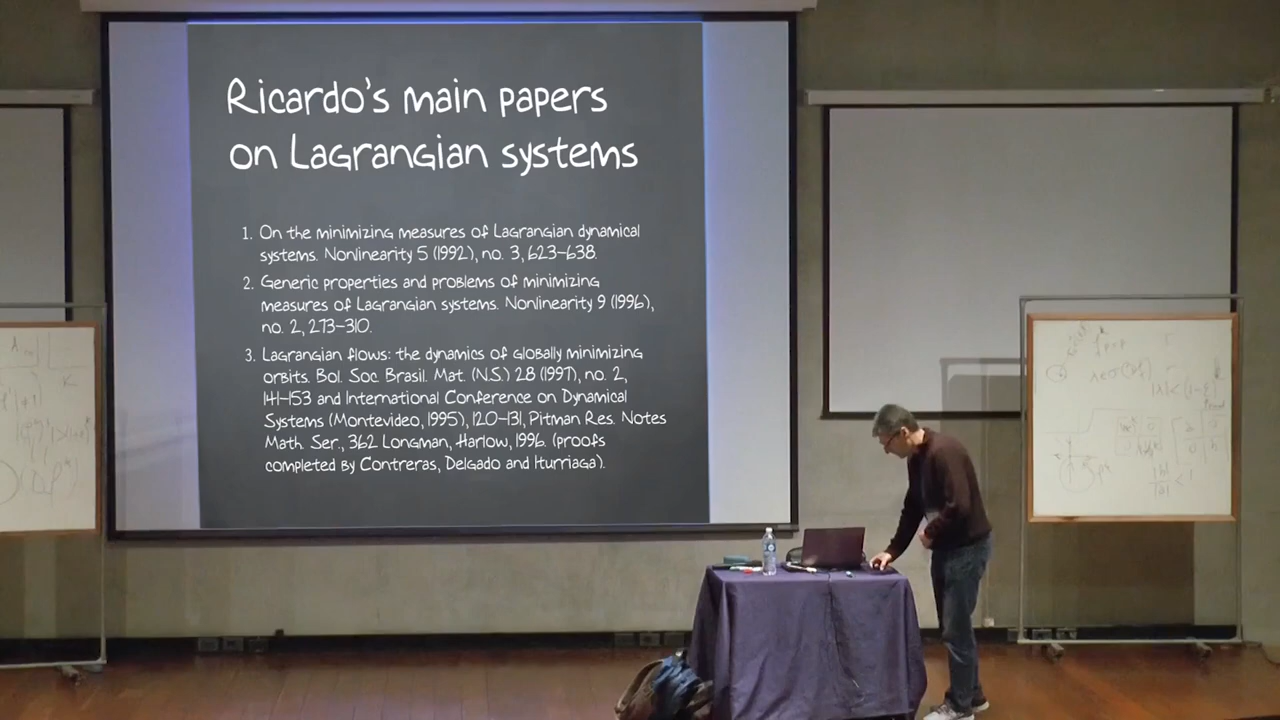 Ricardo's main papers
on Lagrangian systems
1. On the minimizing measures of Lagrangian dynamical
systems. Nonlinearity 5 (1992), no. 3, 623–638.
2. Generic properties and problems of minimizing
measures of Lagrangian systems. Nonlinearity 9 (1996),
no. 2, 273–310.
3. Lagrangian flows: the dynamics of globally minimizing
orbits. Bol. Soc. Brasil. Mat. (N.S.) 28 (1997), no. 2,
141–153 and International Conference on Dynamical
Systems (Montevideo, 1995), 120–131, Pitman Res. Notes
Math. Ser., 362 Longman, Harlow, 1996. (proofs
completed by Contreras, Delgado and Iturriaga).